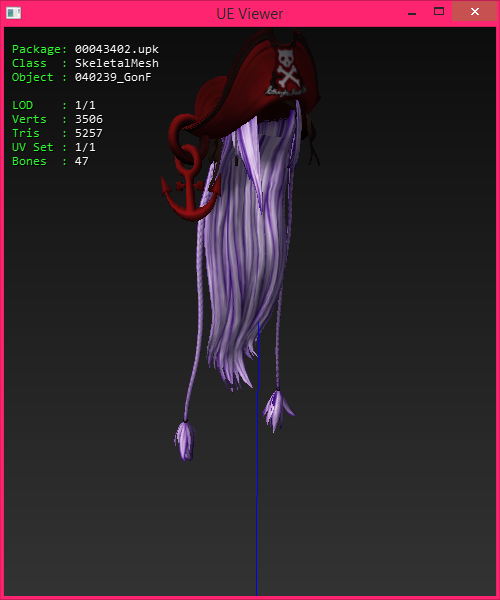 UE Viewer
Package: 00043402.upk
Class  : SkeletalMesh
Object : 040239_GonF
LOD    : 1/1
Verts  : 3506
Tris   : 5257
UV Set : 1/1
Bones  : 47